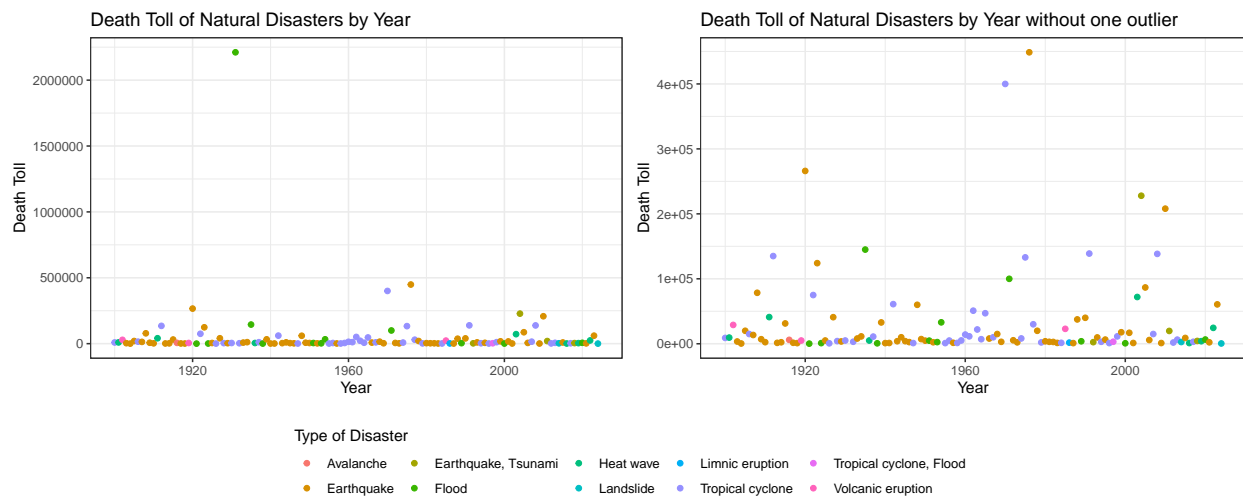 Death Toll of Natural Disasters by Year
2000000
1500000
1000000
500000
0
Death Toll
1920
1960
2000
Year
Death Toll of Natural Disasters by Year without one outlier
4e+05
3e+05
2e+05
1e+05
0e+00
Death Toll
1920
1960
2000
Year
Type of Disaster
Avalanche
Earthquake, Tsunami
Heat wave
Limnic eruption
Tropical cyclone, Flood
Earthquake
Flood
Landslide
Tropical cyclone
Volcanic eruption